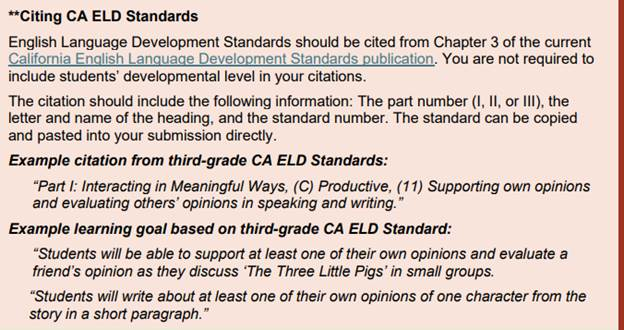 **Citing CA ELD Standards
English Language Development Standards should be cited from Chapter 3 of the current
California English Language Development Standards publication. You are not required to
include students’ developmental level in your citations.
The citation should include the following information: The part number (I, II, or III), the
letter and name of the heading, and the standard number. The standard can be copied
and pasted into your submission directly.
Example citation from third-grade CA ELD Standards:
“Part I: Interacting in Meaningful Ways, (C) Productive, (11) Supporting own opinions
and evaluating others’ opinions in speaking and writing.”
Example learning goal based on third-grade CA ELD Standard:
“Students will be able to support at least one of their own opinions and evaluate a
friend’s opinion as they discuss ‘The Three Little Pigs’ in small groups.
“Students will write about at least one of their own opinions of one character from the
story in a short paragraph.”